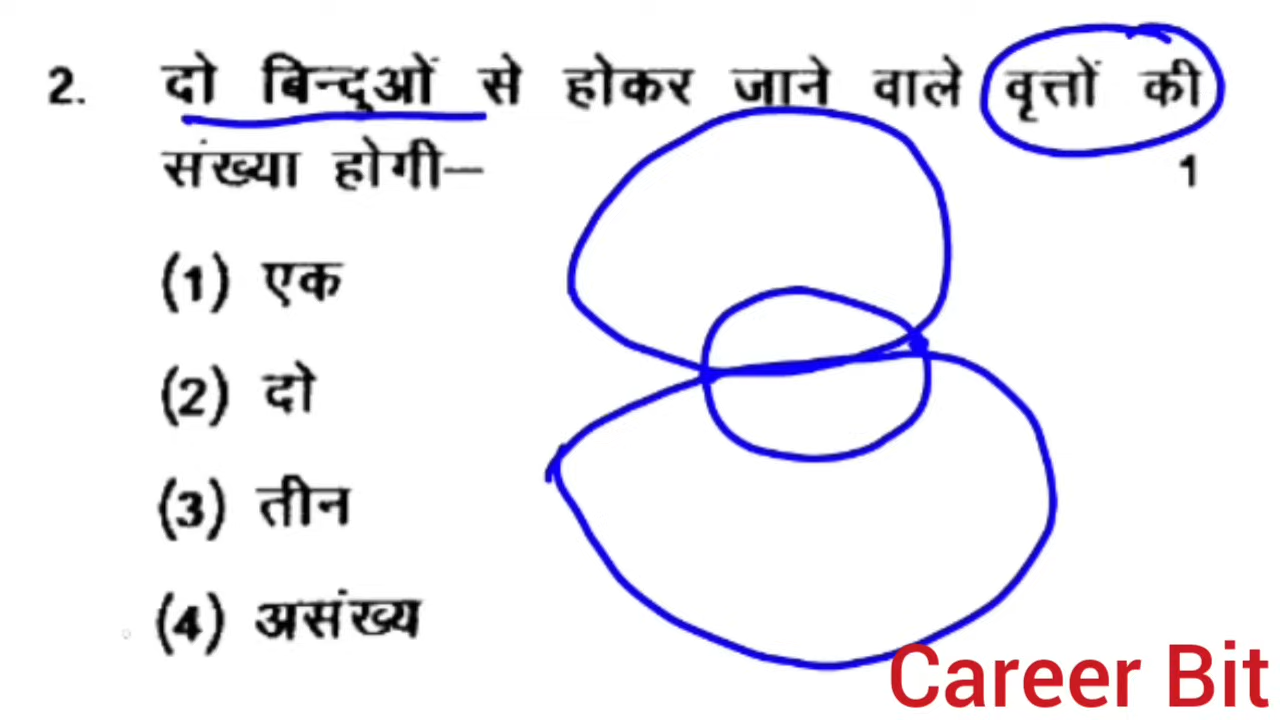 2. दो बिन्दुओं से होकर जाने वाले वृत्तों की
संख्या होगी— 1
(1) एक
(2) दो
(3) तीन
(4) असंख्य
Career Bit